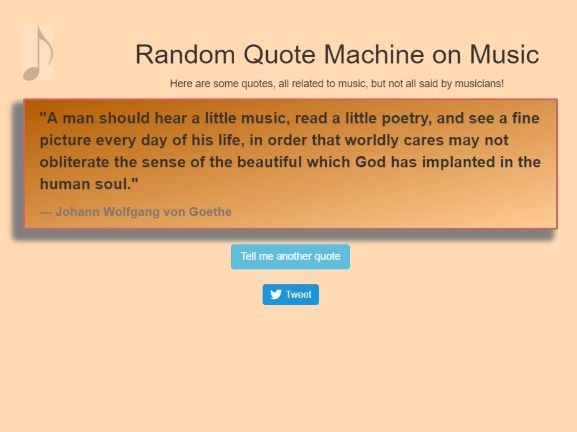 Random Quote Machine on Music
Here are some quotes, all related to music, but not all said by musicians!
"A man should hear a little music, read a little poetry, and see a fine
picture every day of his life, in order that worldly cares may not
obliterate the sense of the beautiful which God has implanted in the
human soul."
— Johann Wolfgang von Goethe
Tell me another quote
Tweet